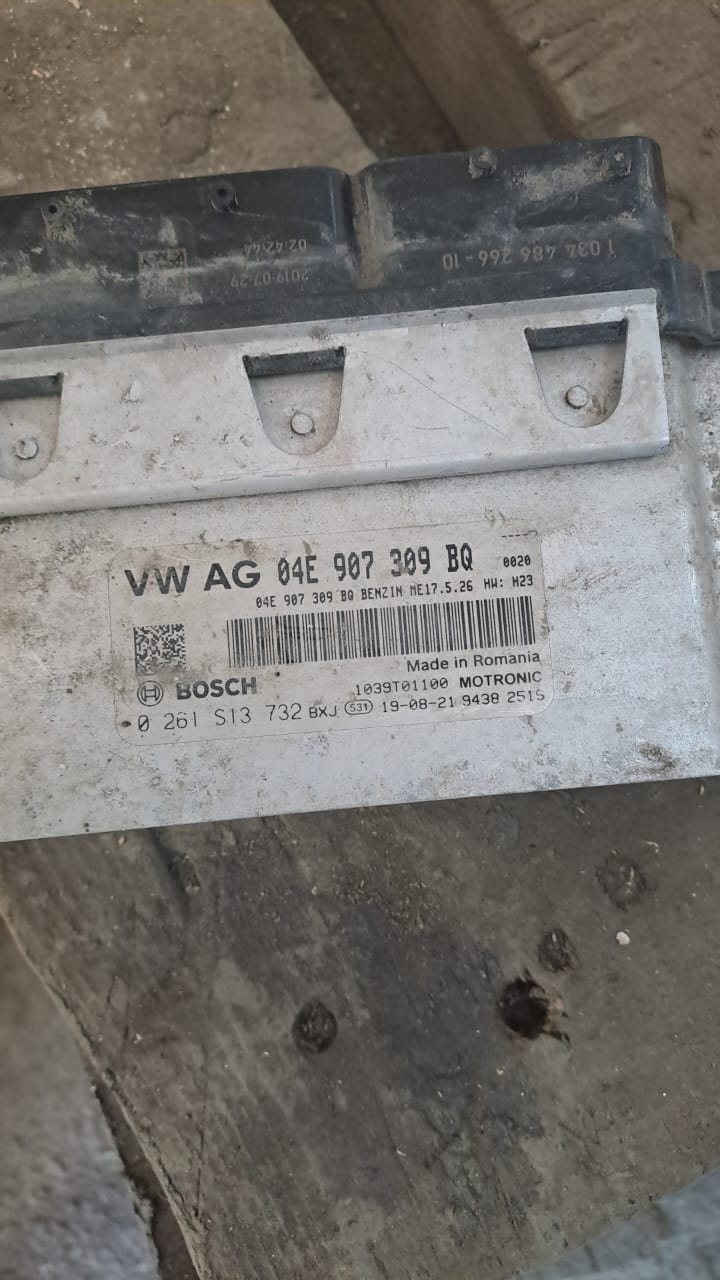 1 034 486 266-10
2019-07-29
02:42:44
VW AG 04E 907 309 BQ 0020
04E 907 309 BQ BENZIN ME17.5.26 HW: H23
Made in Romania
BOSCH 1039T01100 MOTRONIC
0 261 S13 732 BXJ 531 19-08-21 9438 251S